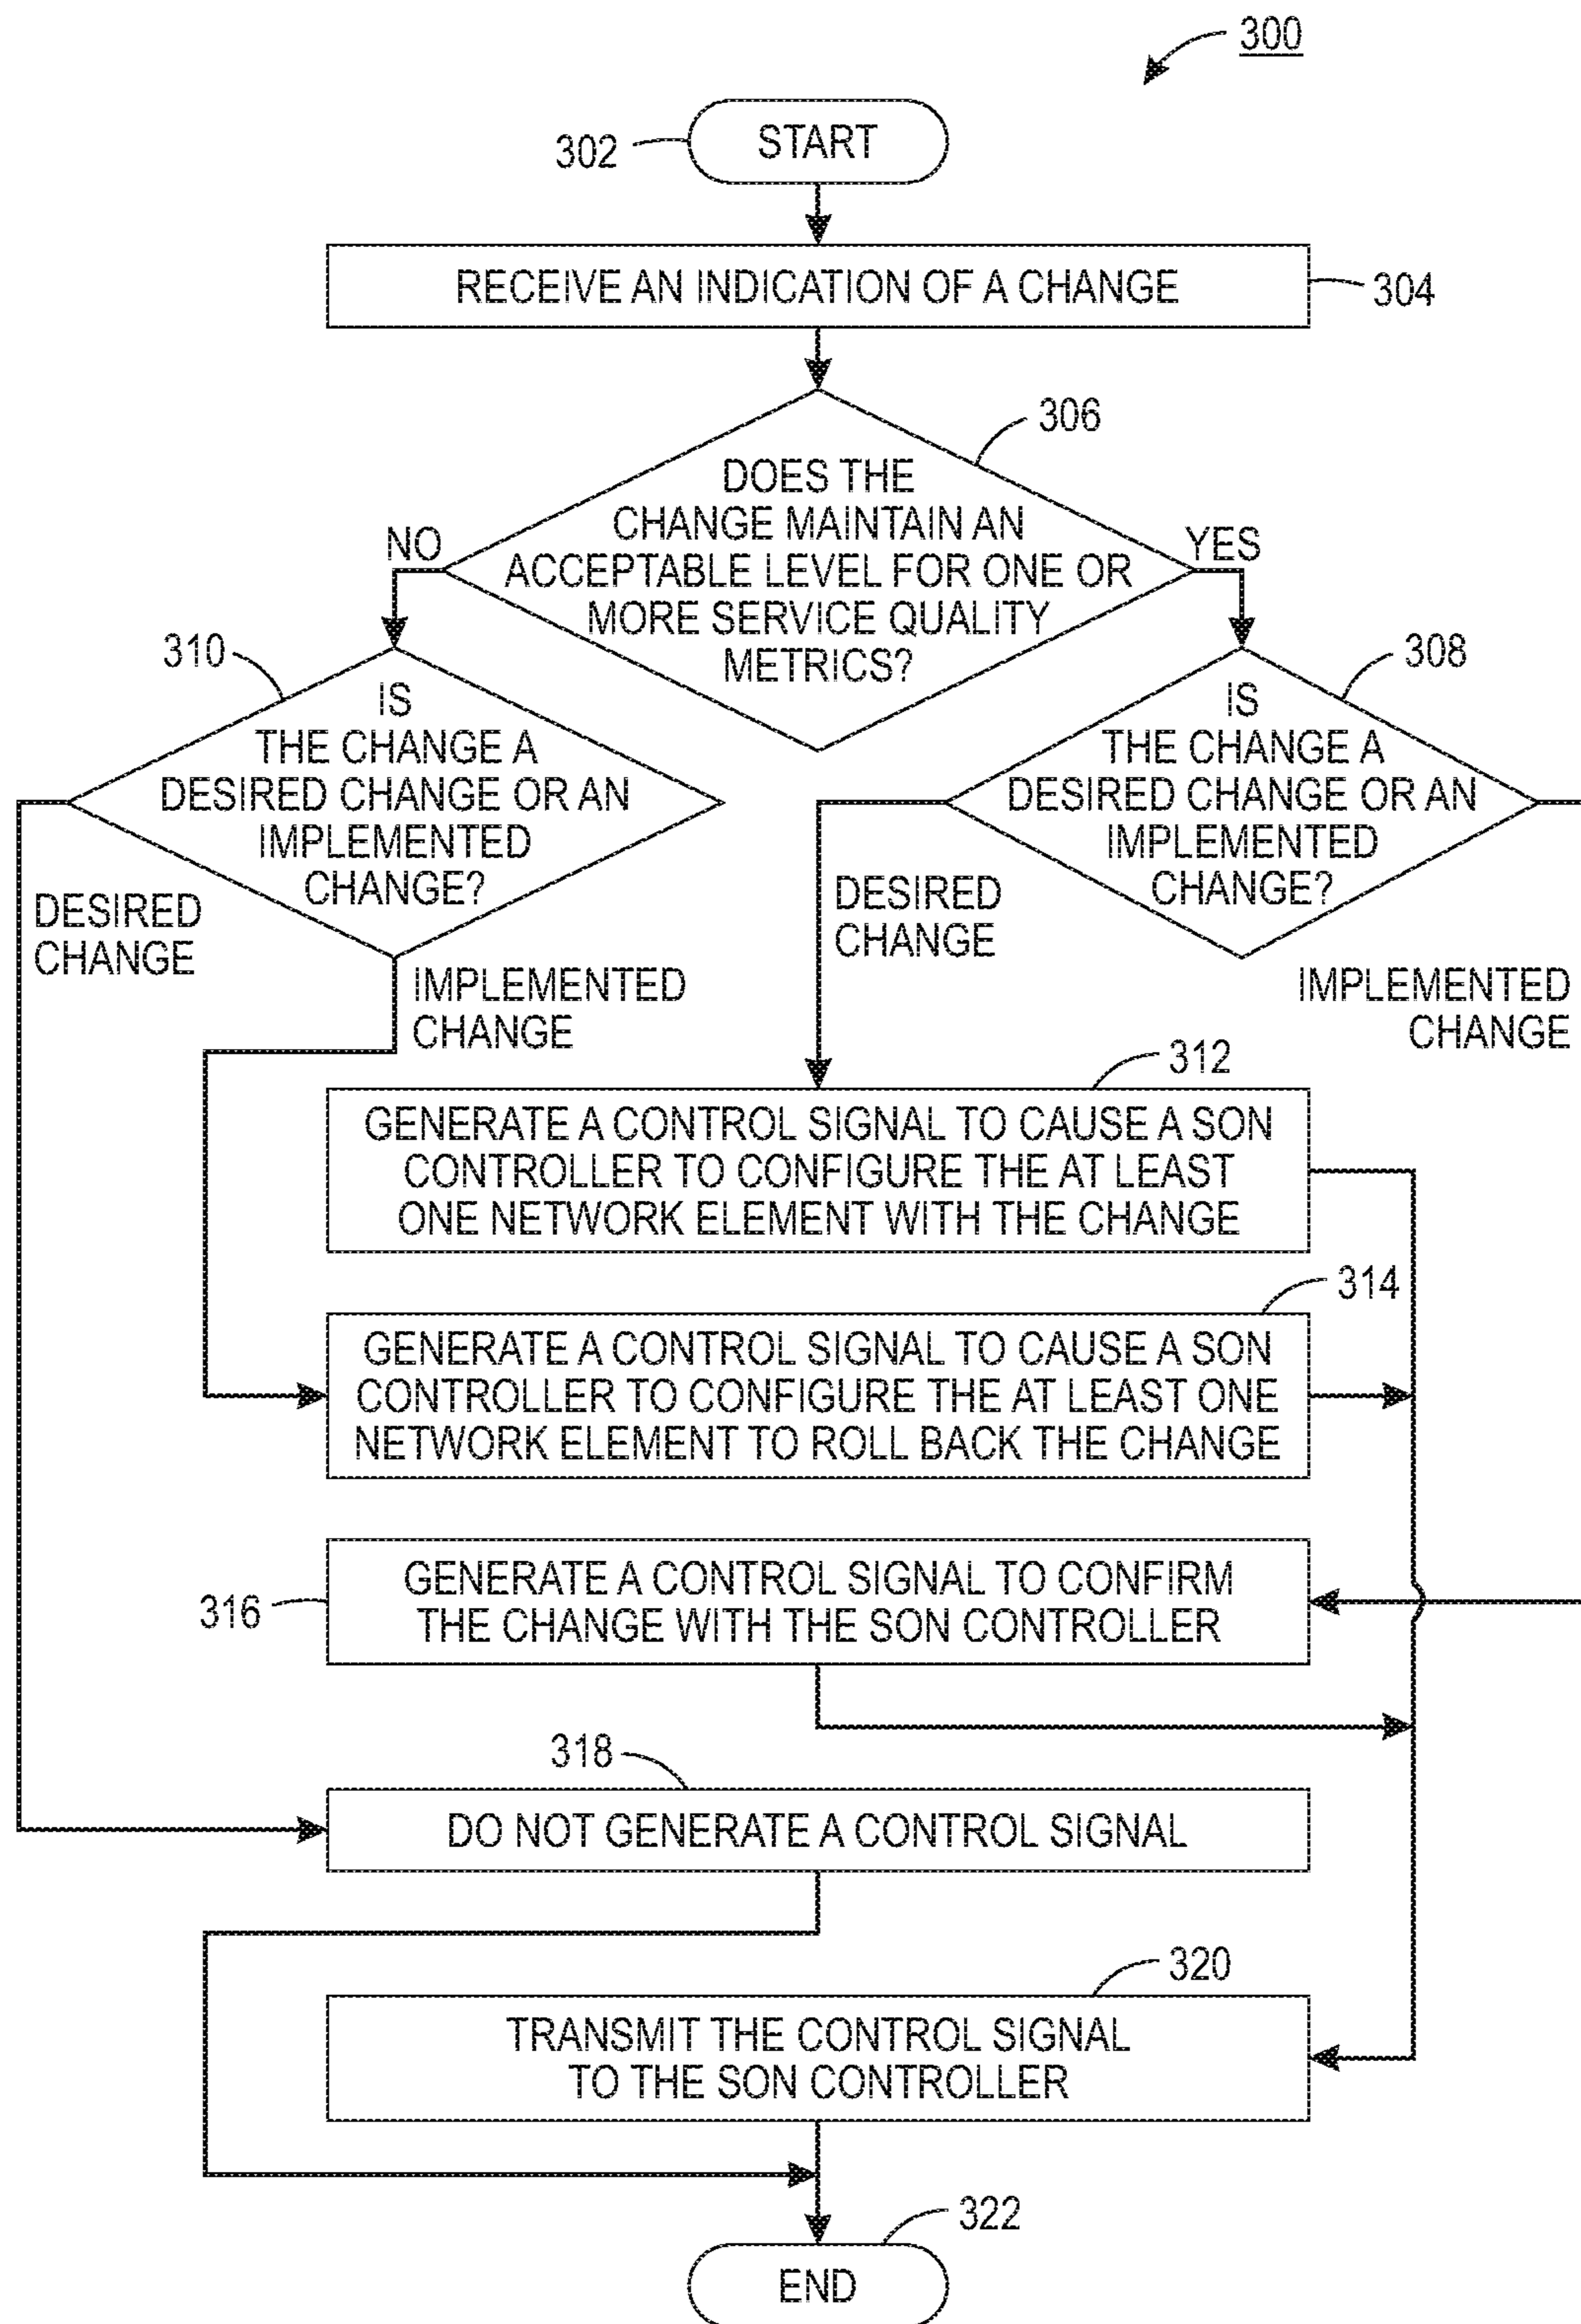 300
302
START
RECEIVE AN INDICATION OF A CHANGE
304
306
DOES THE
CHANGE MAINTAIN AN
ACCEPTABLE LEVEL FOR ONE OR
MORE SERVICE QUALITY
METRICS?
NO
YES
310
IS
THE CHANGE A
DESIRED CHANGE OR AN
IMPLEMENTED
CHANGE?
308
IS
THE CHANGE A
DESIRED CHANGE OR AN
IMPLEMENTED
CHANGE?
DESIRED
CHANGE
IMPLEMENTED
CHANGE
DESIRED
CHANGE
IMPLEMENTED
CHANGE
312
GENERATE A CONTROL SIGNAL TO CAUSE A SON
CONTROLLER TO CONFIGURE THE AT LEAST
ONE NETWORK ELEMENT WITH THE CHANGE
314
GENERATE A CONTROL SIGNAL TO CAUSE A SON
CONTROLLER TO CONFIGURE THE AT LEAST ONE
NETWORK ELEMENT TO ROLL BACK THE CHANGE
316
GENERATE A CONTROL SIGNAL TO CONFIRM
THE CHANGE WITH THE SON CONTROLLER
318
DO NOT GENERATE A CONTROL SIGNAL
320
TRANSMIT THE CONTROL SIGNAL
TO THE SON CONTROLLER
322
END